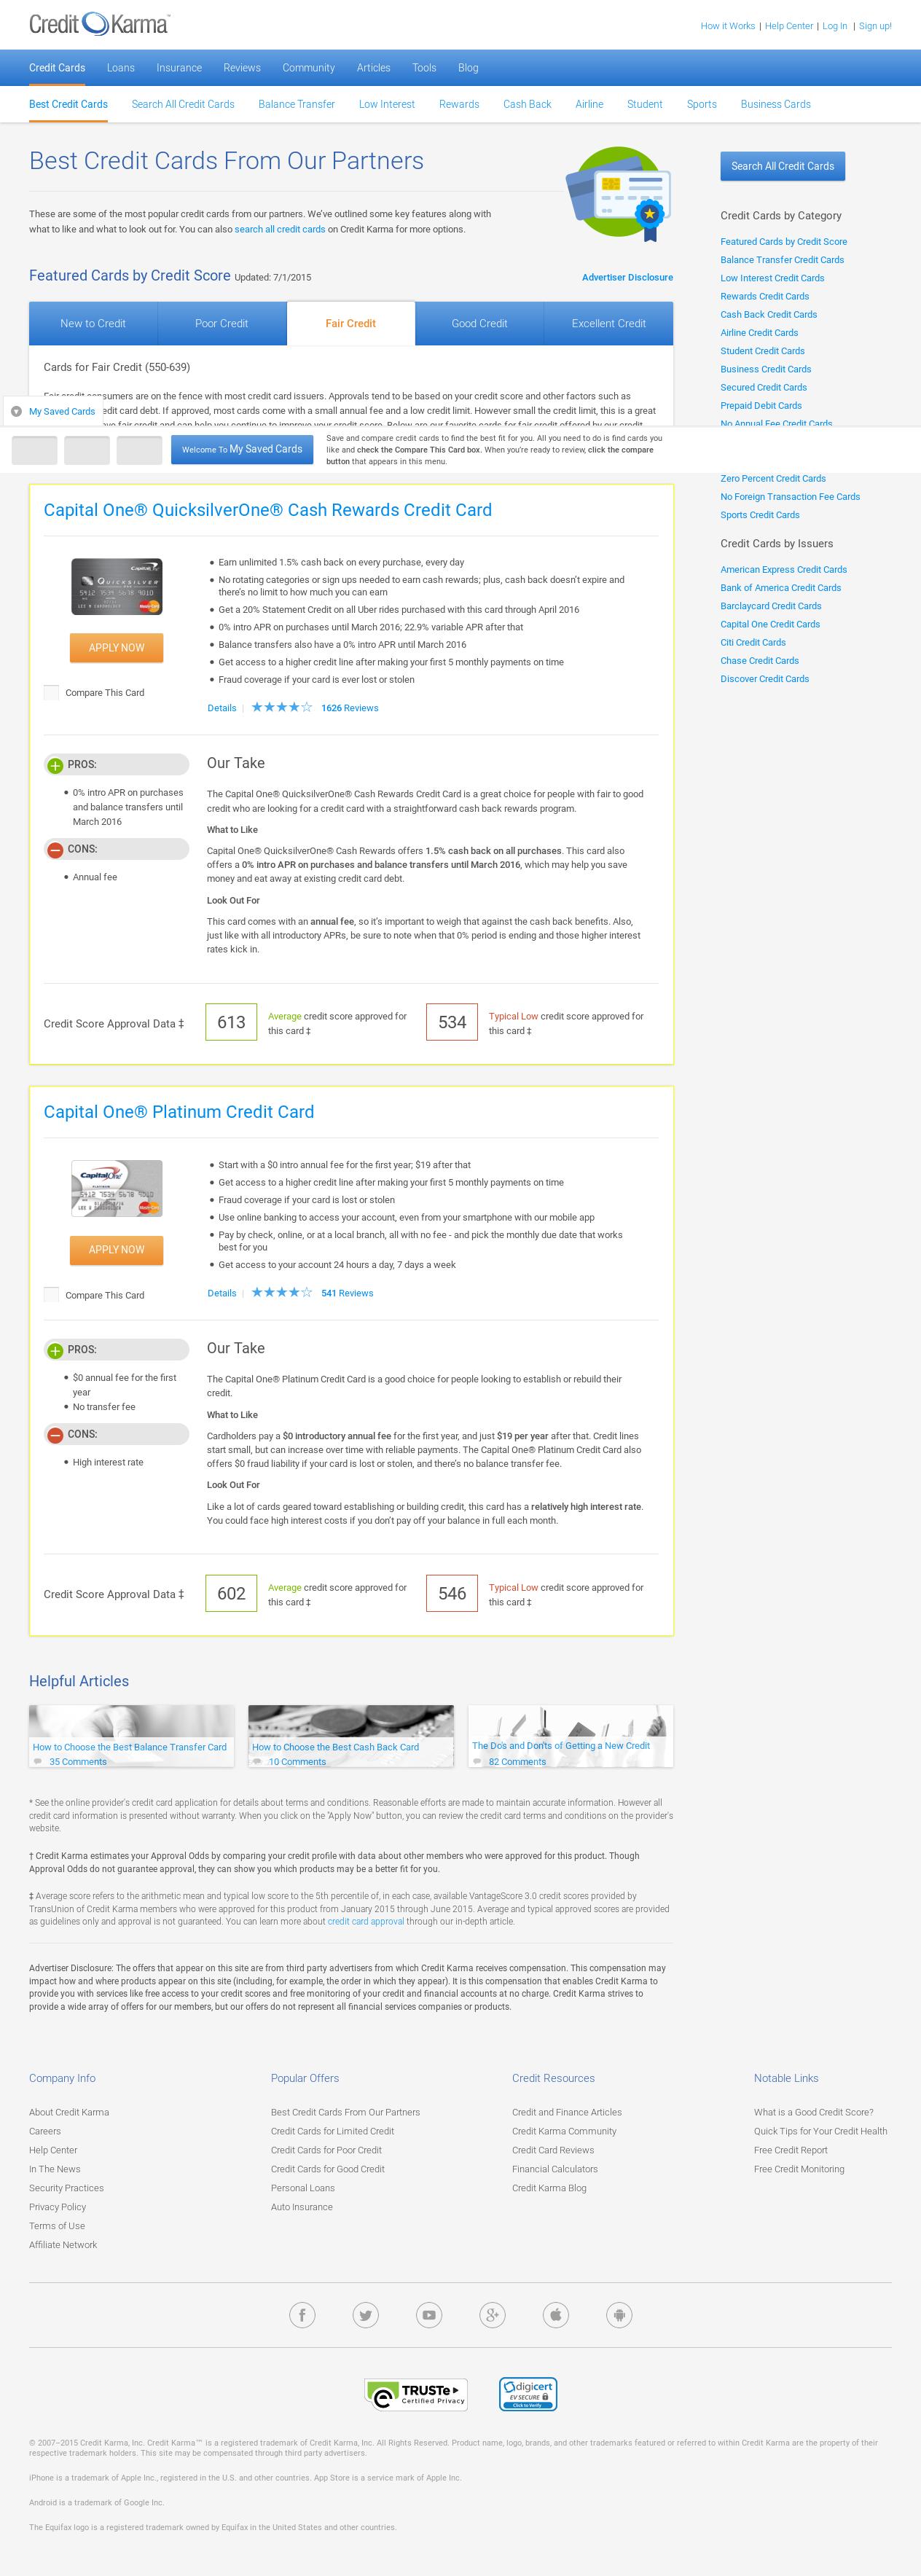 Credit Karma™
How it Works | Help Center | Log In | Sign up!
Credit Cards Loans Insurance Reviews Community Articles Tools Blog
Best Credit Cards Search All Credit Cards Balance Transfer Low Interest Rewards Cash Back Airline Student Sports Business Cards
Best Credit Cards From Our Partners
These are some of the most popular credit cards from our partners. We've outlined some key features along with
what to like and what to look out for. You can also search all credit cards on Credit Karma for more options.
Featured Cards by Credit Score Updated: 7/1/2015
Advertiser Disclosure
New to Credit Poor Credit Fair Credit Good Credit Excellent Credit
Cards for Fair Credit (550-639)
Fair credit consumers are on the fence with most credit card issuers. Approvals tend to be based on your credit score and other factors such as
edit card debt. If approved, most cards come with a small annual fee and a low credit limit. However small the credit limit, this is a great
My Saved Cards
Welcome To My Saved Cards
Save and compare credit cards to find the best fit for you. All you need to do is find cards you
like and check the Compare This Card box. When you're ready to review, click the compare
button that appears in this menu.
Search All Credit Cards
Credit Cards by Category
Featured Cards by Credit Score
Balance Transfer Credit Cards
Low Interest Credit Cards
Rewards Credit Cards
Cash Back Credit Cards
Airline Credit Cards
Student Credit Cards
Business Credit Cards
Secured Credit Cards
Prepaid Debit Cards
No Annual Fee Credit Cards
Zero Percent Credit Cards
No Foreign Transaction Fee Cards
Sports Credit Cards
Credit Cards by Issuers
American Express Credit Cards
Bank of America Credit Cards
Barclaycard Credit Cards
Capital One Credit Cards
Citi Credit Cards
Chase Credit Cards
Discover Credit Cards
Capital One® QuicksilverOne® Cash Rewards Credit Card
APPLY NOW
Compare This Card
Earn unlimited 1.5% cash back on every purchase, every day
No rotating categories or sign ups needed to earn cash rewards; plus, cash back doesn't expire and
there's no limit to how much you can earn
Get a 20% Statement Credit on all Uber rides purchased with this card through April 2016
0% intro APR on purchases until March 2016; 22.9% variable APR after that
Balance transfers also have a 0% intro APR until March 2016
Get access to a higher credit line after making your first 5 monthly payments on time
Fraud coverage if your card is ever lost or stolen
Details | 1626 Reviews
PROS:
0% intro APR on purchases
and balance transfers until
March 2016
CONS:
Annual fee
Our Take
The Capital One® QuicksilverOne® Cash Rewards Credit Card is a great choice for people with fair to good
credit who are looking for a credit card with a straightforward cash back rewards program.
What to Like
Capital One® QuicksilverOne® Cash Rewards offers 1.5% cash back on all purchases. This card also
offers a 0% intro APR on purchases and balance transfers until March 2016, which may help you save
money and eat away at existing credit card debt.
Look Out For
This card comes with an annual fee, so it's important to weigh that against the cash back benefits. Also,
just like with all introductory APRs, be sure to note when that 0% period is ending and those higher interest
rates kick in.
Credit Score Approval Data ‡
613
Average credit score approved for
this card ‡
534
Typical Low credit score approved for
this card ‡
Capital One® Platinum Credit Card
APPLY NOW
Compare This Card
Start with a $0 intro annual fee for the first year; $19 after that
Get access to a higher credit line after making your first 5 monthly payments on time
Fraud coverage if your card is lost or stolen
Use online banking to access your account, even from your smartphone with our mobile app
Pay by check, online, or at a local branch, all with no fee - and pick the monthly due date that works
best for you
Get access to your account 24 hours a day, 7 days a week
Details | 541 Reviews
PROS:
$0 annual fee for the first
year
No transfer fee
CONS:
High interest rate
Our Take
The Capital One® Platinum Credit Card is a good choice for people looking to establish or rebuild their
credit.
What to Like
Cardholders pay a $0 introductory annual fee for the first year, and just $19 per year after that. Credit lines
start small, but can increase over time with reliable payments. The Capital One® Platinum Credit Card also
offers $0 fraud liability if your card is lost or stolen, and there's no balance transfer fee.
Look Out For
Like a lot of cards geared toward establishing or building credit, this card has a relatively high interest rate.
You could face high interest costs if you don't pay off your balance in full each month.
Credit Score Approval Data ‡
602
Average credit score approved for
this card ‡
546
Typical Low credit score approved for
this card ‡
Helpful Articles
How to Choose the Best Balance Transfer Card
35 Comments
How to Choose the Best Cash Back Card
10 Comments
The Do's and Don'ts of Getting a New Credit
82 Comments
* See the online provider's credit card application for details about terms and conditions. Reasonable efforts are made to maintain accurate information. However all
credit card information is presented without warranty. When you click on the "Apply Now" button, you can review the credit card terms and conditions on the provider's
website.
† Credit Karma estimates your Approval Odds by comparing your credit profile with data about other members who were approved for this product. Though
Approval Odds do not guarantee approval, they can show you which products may be a better fit for you.
‡ Average score refers to the arithmetic mean and typical low score to the 5th percentile of, in each case, available VantageScore 3.0 credit scores provided by
TransUnion of Credit Karma members who were approved for this product from January 2015 through June 2015. Average and typical approved scores are provided
as guidelines only and approval is not guaranteed. You can learn more about credit card approval through our in-depth article.
Advertiser Disclosure: The offers that appear on this site are from third party advertisers from which Credit Karma receives compensation. This compensation may
impact how and where products appear on this site (including, for example, the order in which they appear). It is this compensation that enables Credit Karma to
provide you with services like free access to your credit scores and free monitoring of your credit and financial accounts at no charge. Credit Karma strives to
provide a wide array of offers for our members, but our offers do not represent all financial services companies or products.
Company Info
About Credit Karma
Careers
Help Center
In The News
Security Practices
Privacy Policy
Terms of Use
Affiliate Network
Popular Offers
Best Credit Cards From Our Partners
Credit Cards for Limited Credit
Credit Cards for Poor Credit
Credit Cards for Good Credit
Personal Loans
Auto Insurance
Credit Resources
Credit and Finance Articles
Credit Karma Community
Credit Card Reviews
Financial Calculators
Credit Karma Blog
Notable Links
What is a Good Credit Score?
Quick Tips for Your Credit Health
Free Credit Report
Free Credit Monitoring
TRUSTe
Certified Privacy
digicert
EV SECURE
Click to Verify
© 2007–2015 Credit Karma, Inc. Credit Karma™ is a registered trademark of Credit Karma, Inc. All Rights Reserved. Product name, logo, brands, and other trademarks featured or referred to within Credit Karma are the property of their
respective trademark holders. This site may be compensated through third party advertisers.
iPhone is a trademark of Apple Inc., registered in the U.S. and other countries. App Store is a service mark of Apple Inc.
Android is a trademark of Google Inc.
The Equifax logo is a registered trademark owned by Equifax in the United States and other countries.